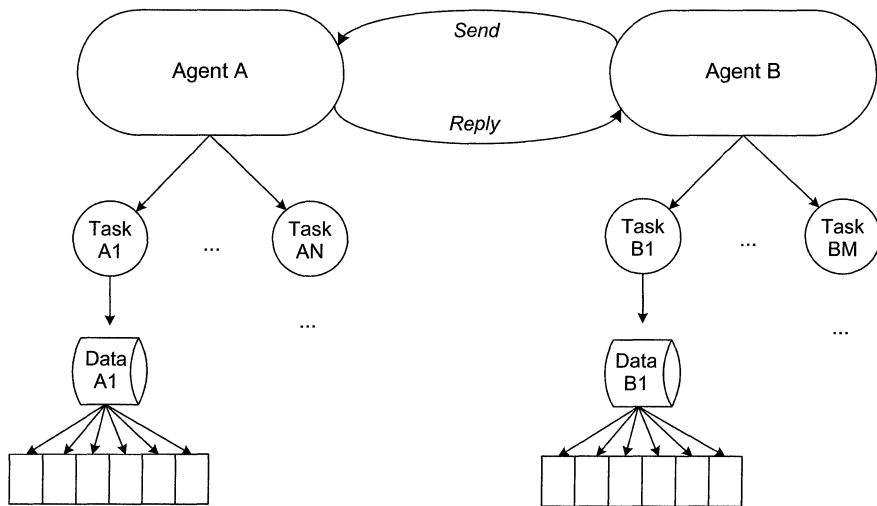 Send
Agent A
Agent B
Reply
Task
A1
...
Task
AN
Task
B1
...
Task
BM
...
...
Data
A1
Data
B1